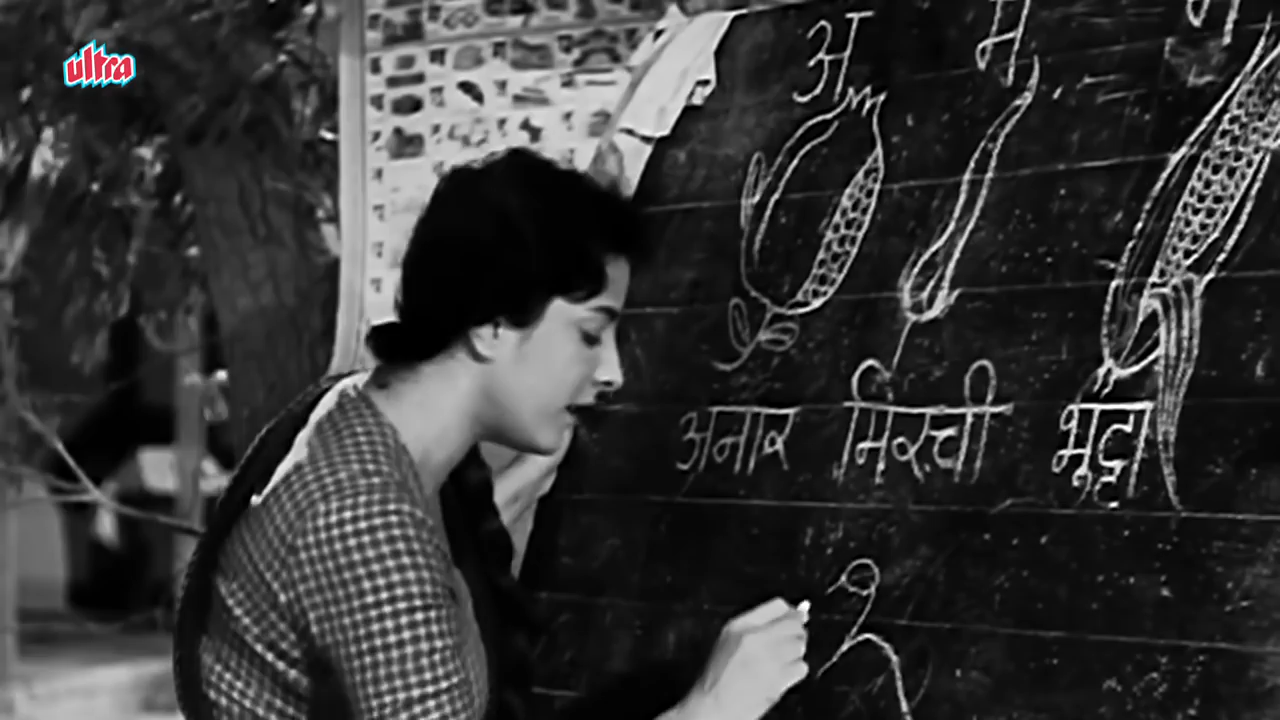 ultra
अ म भ
अनार मिरची भुट्टा